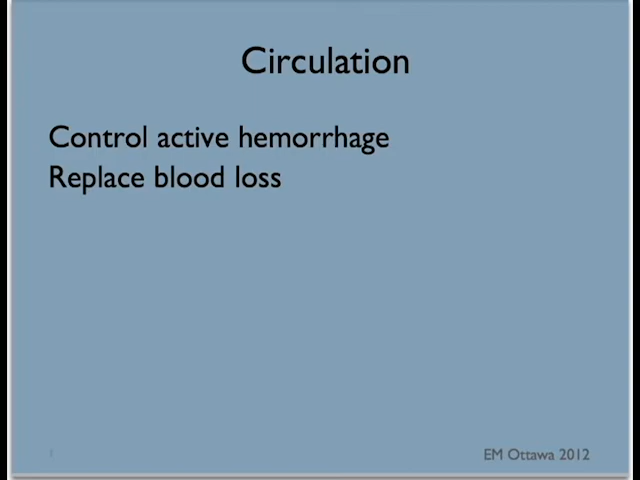 Circulation
Control active hemorrhage
Replace blood loss
EM Ottawa 2012